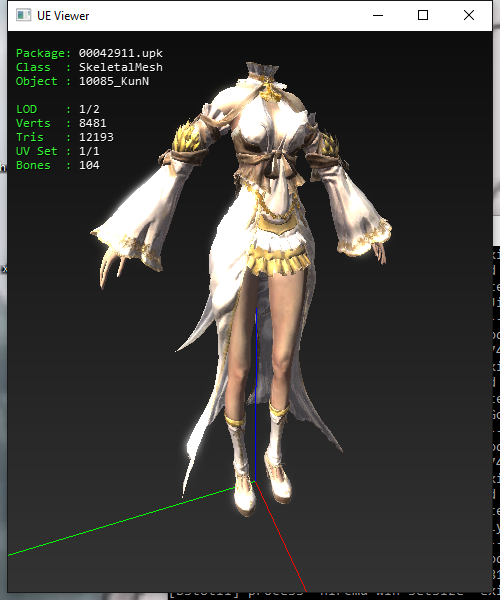 UE Viewer
Package: 00042911.upk
Class : SkeletalMesh
Object : 10085_KunN
LOD : 1/2
Verts : 8481
Tris : 12193
UV Set : 1/1
Bones : 104